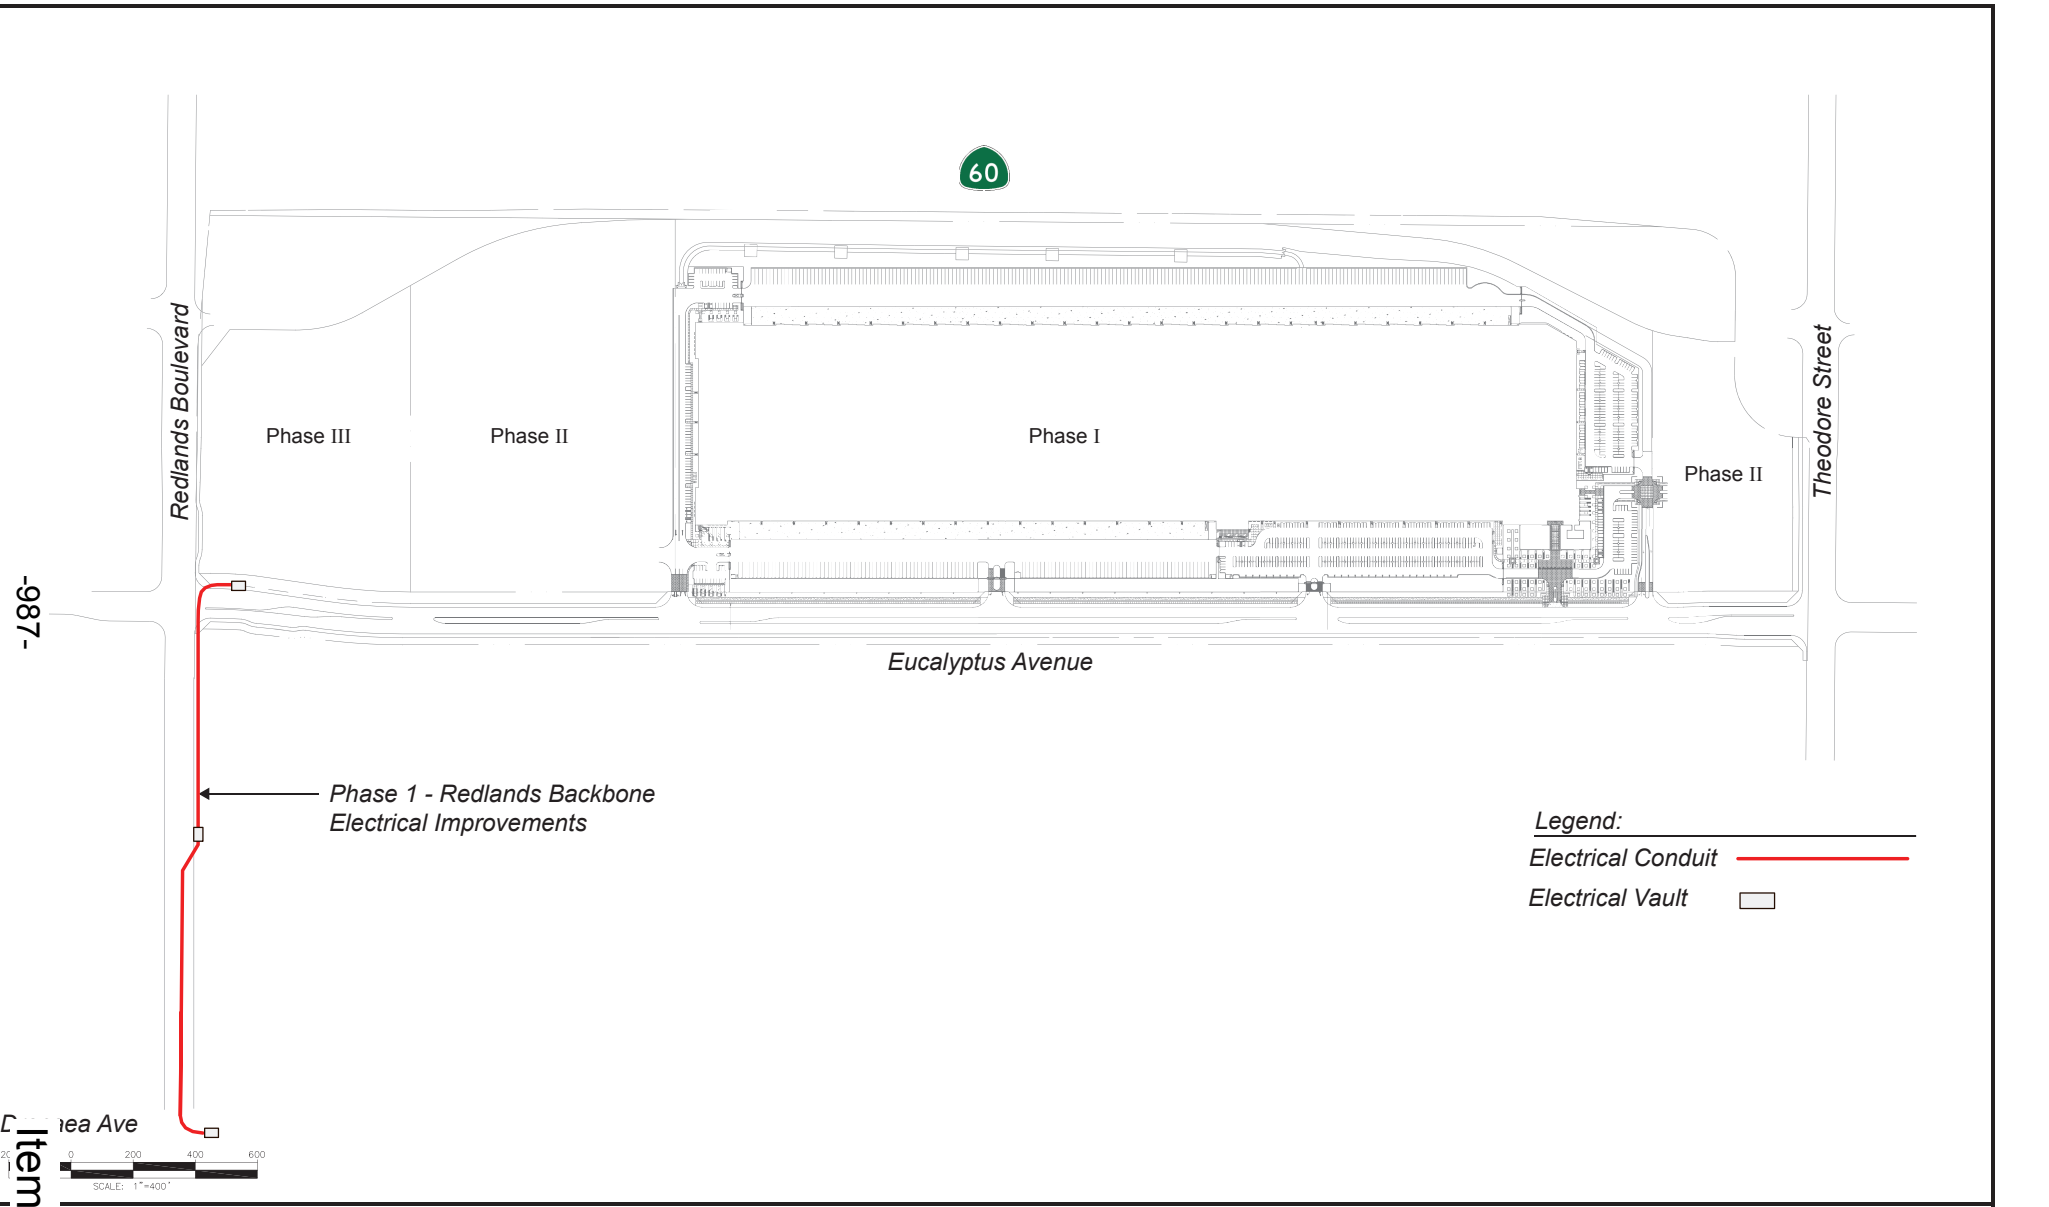 60
Redlands Boulevard
Theodore Street
Phase III
Phase II
Phase I
Phase II
Eucalyptus Avenue
-987-
Phase 1 - Redlands Backbone
Electrical Improvements
Legend:
Electrical Conduit
Electrical Vault
Ave
Item
0 200 400 600
SCALE: 1"=400'